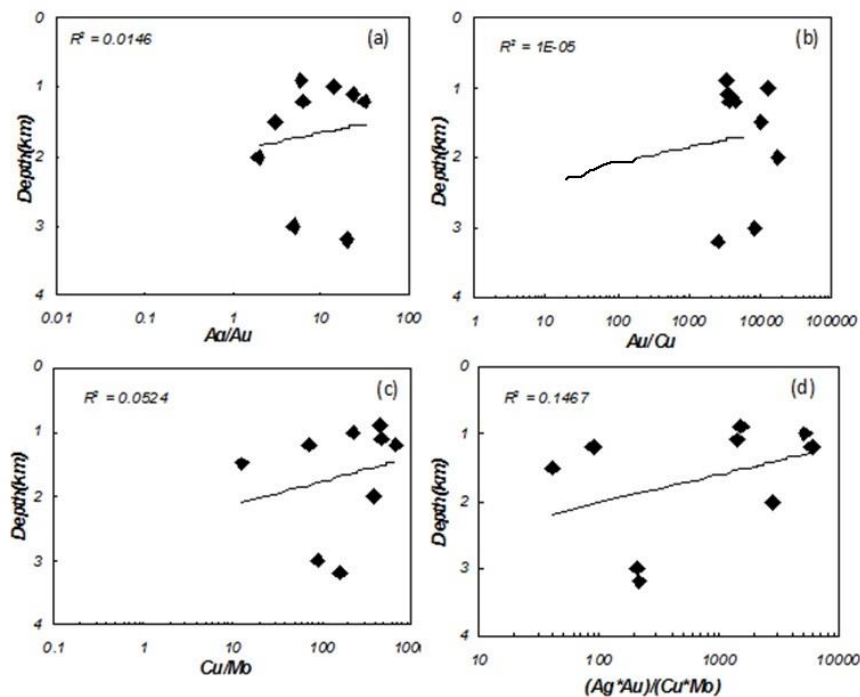 (a)
R² = 0.0146
0
1
2
3
4
Depth(km)
0.01 0.1 1 10 100
Aa/Au
(b)
R² = 1E-05
0
1
2
3
4
Depth(km)
1 10 100 1000 10000 100000
Au/Cu
(c)
R² = 0.0524
0
1
2
3
4
Depth(km)
0.1 1 10 100 1000
Cu/Mo
(d)
R² = 0.1467
0
1
2
3
4
Depth(km)
10 100 1000 10000
(Ag*Au)/(Cu*Mo)